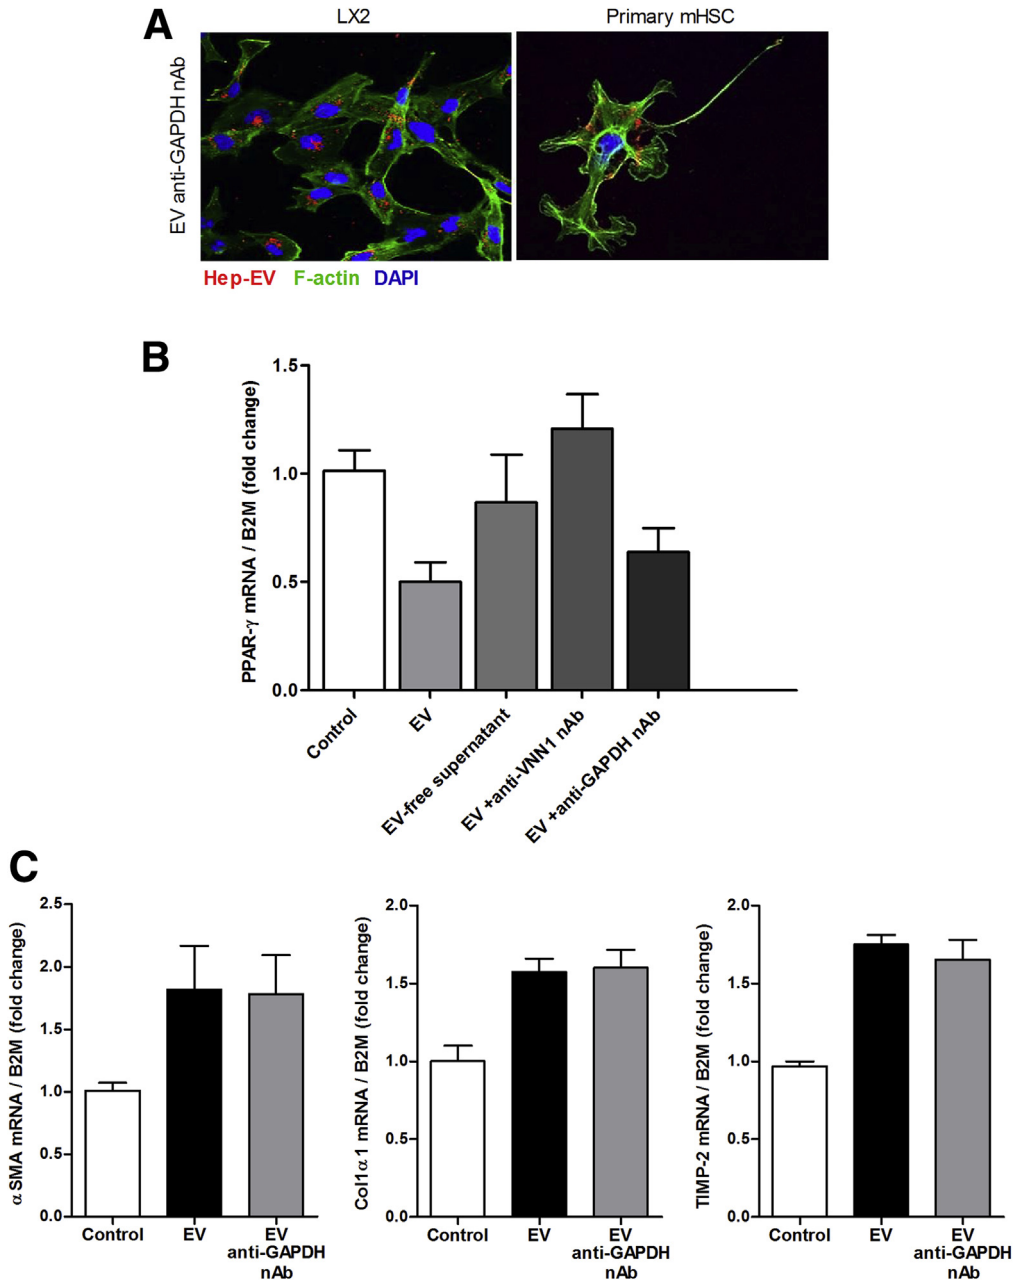 A
LX2
Primary mHSC
EV anti-GAPDH nAb
Hep-EV F-actin DAPI
B
PPAR-γ mRNA / B2M (fold change)
1.5
1.0
0.5
0.0
Control
EV
EV-free supernatant
EV +anti-VNN1 nAb
EV +anti-GAPDH nAb
C
αSMA mRNA / B2M (fold change)
2.5
2.0
1.5
1.0
0.5
0.0
Control
EV
EV
anti-GAPDH
nAb
Col1α1 mRNA / B2M (fold change)
2.0
1.5
1.0
0.5
0.0
Control
EV
EV
anti-GAPDH
nAb
TIMP-2 mRNA / B2M (fold change)
2.0
1.5
1.0
0.5
0.0
Control
EV
EV
anti-GAPDH
nAb